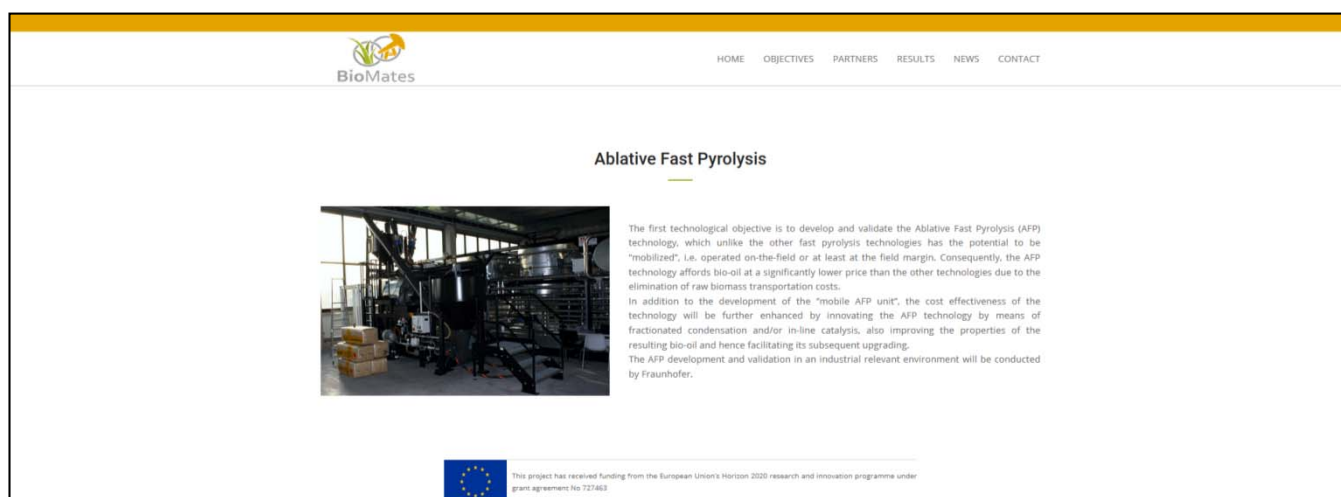 BioMates
HOME OBJECTIVES PARTNERS RESULTS NEWS CONTACT
Ablative Fast Pyrolysis
The first technological objective is to develop and validate the Ablative Fast Pyrolysis (AFP)
technology, which unlike the other fast pyrolysis technologies has the potential to be
"mobilized", i.e. operated on-the-field or at least at the field margin. Consequently, the AFP
technology affords bio-oil at a significantly lower price than the other technologies due to the
elimination of raw biomass transportation costs.
In addition to the development of the "mobile AFP unit", the cost effectiveness of the
technology will be further enhanced by innovating the AFP technology by means of
fractionated condensation and/or in-line catalysis, also improving the properties of the
resulting bio-oil and hence facilitating its subsequent upgrading.
The AFP development and validation in an industrial relevant environment will be conducted
by Fraunhofer.
This project has received funding from the European Union's Horizon 2020 research and innovation programme under
grant agreement No 727463